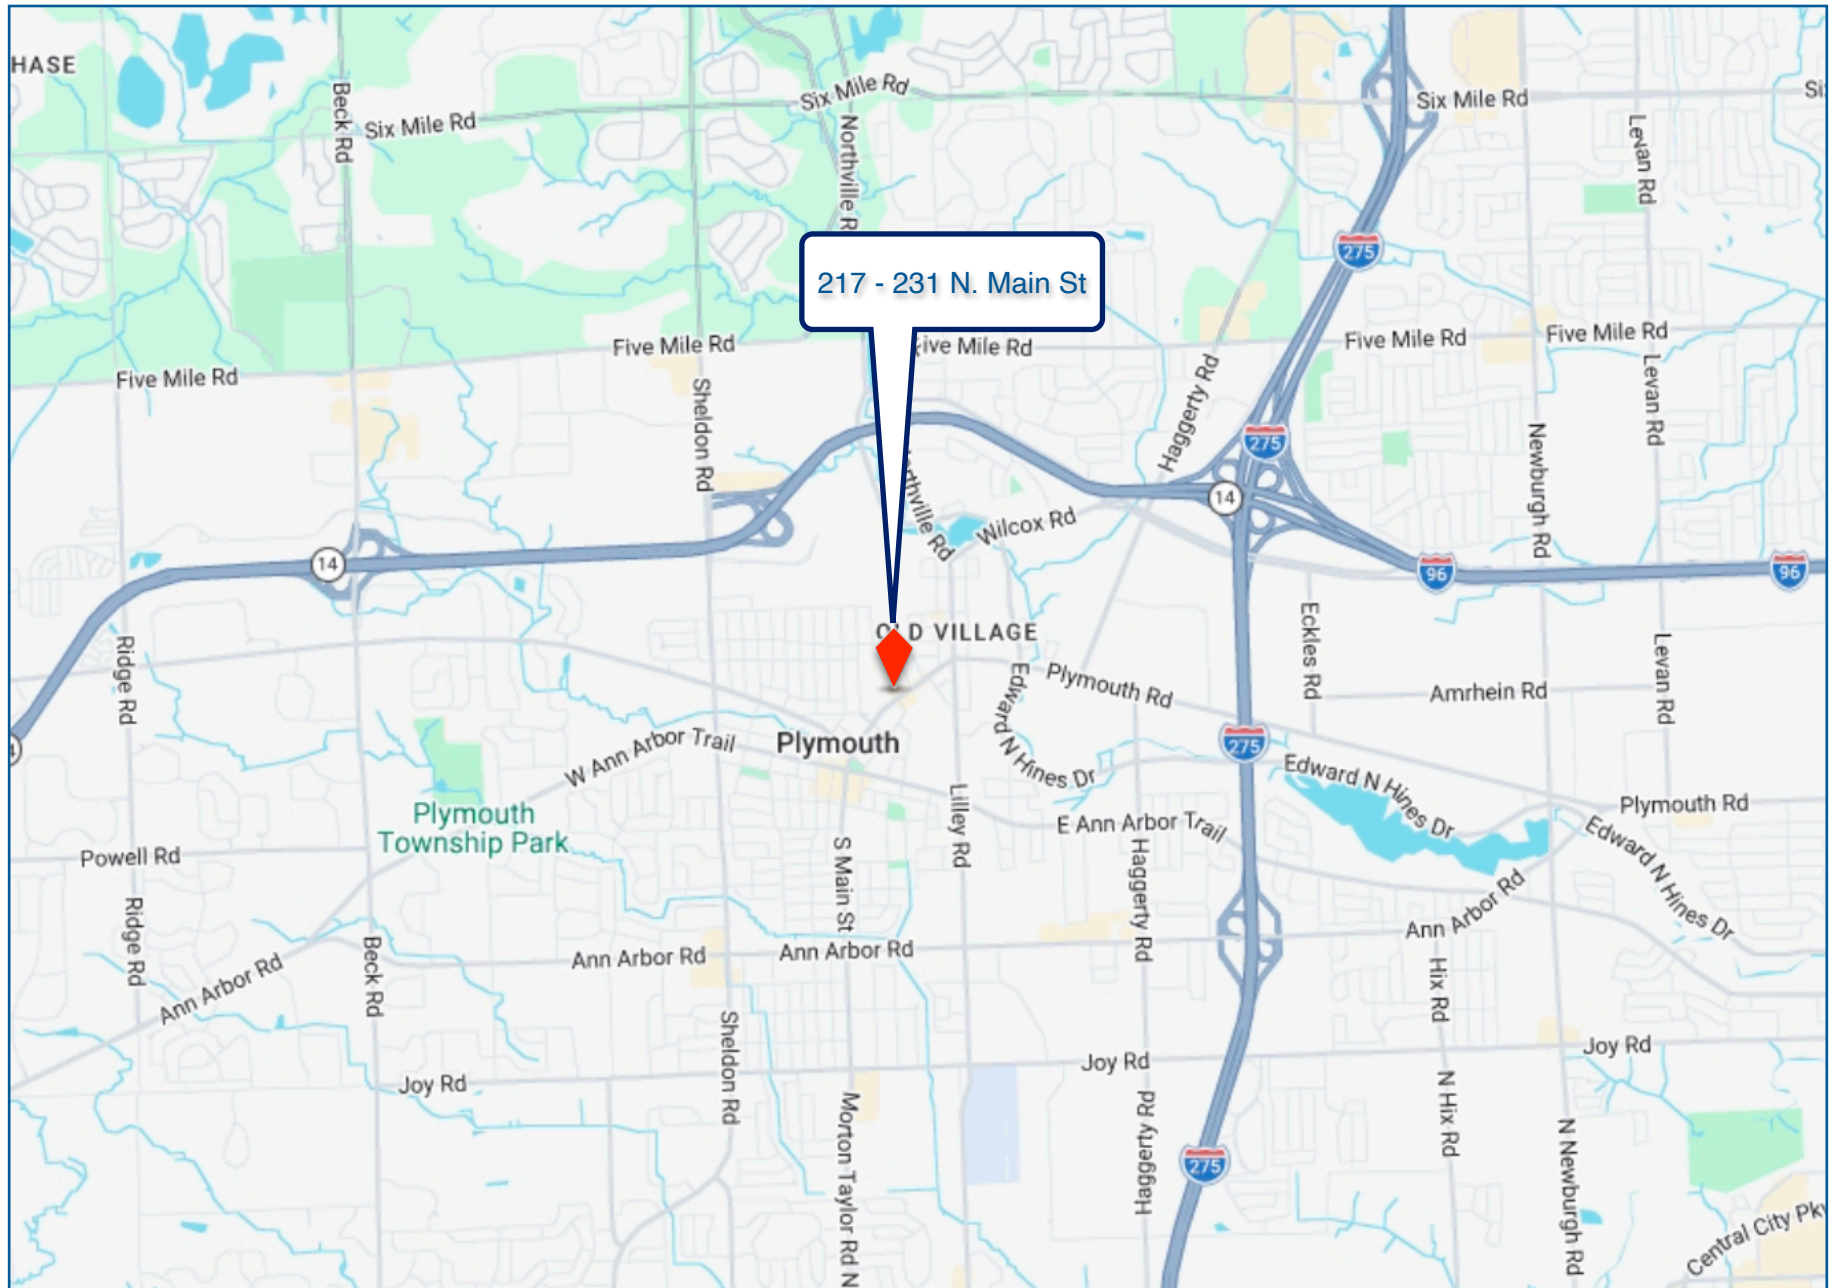 HASE
Beck Rd
Six Mile Rd
Six Mile Rd
Northville R
Six Mile Rd
Levan Rd
275
217 - 231 N. Main St
Five Mile Rd
Five Mile Rd
ive Mile Rd
Five Mile Rd
Five Mile Rd
Sheldon Rd
Haggerty Rd
Levan Rd
275
Newburgh Rd
14
rthville Rd
Wilcox Rd
14
96
96
OLD VILLAGE
Ridge Rd
Eckles Rd
Levan Rd
Plymouth Rd
Amrhein Rd
Edward N Hines Dr
W Ann Arbor Trail
Plymouth
275
Edward N Hines Dr
Plymouth
Township Park
Lilley Rd
E Ann Arbor Trail
Plymouth Rd
Edward N Hines Dr
Powell Rd
S Main St
Haggerty Rd
Ann Arbor Rd
Ridge Rd
Beck Rd
Ann Arbor Rd
Ann Arbor Rd
Ann Arbor Rd
Hix Rd
Sheldon Rd
Joy Rd
Joy Rd
Joy Rd
Morton Taylor Rd N
Haggerty Rd
N Hix Rd
N Newburgh Rd
275
Central City Pkw